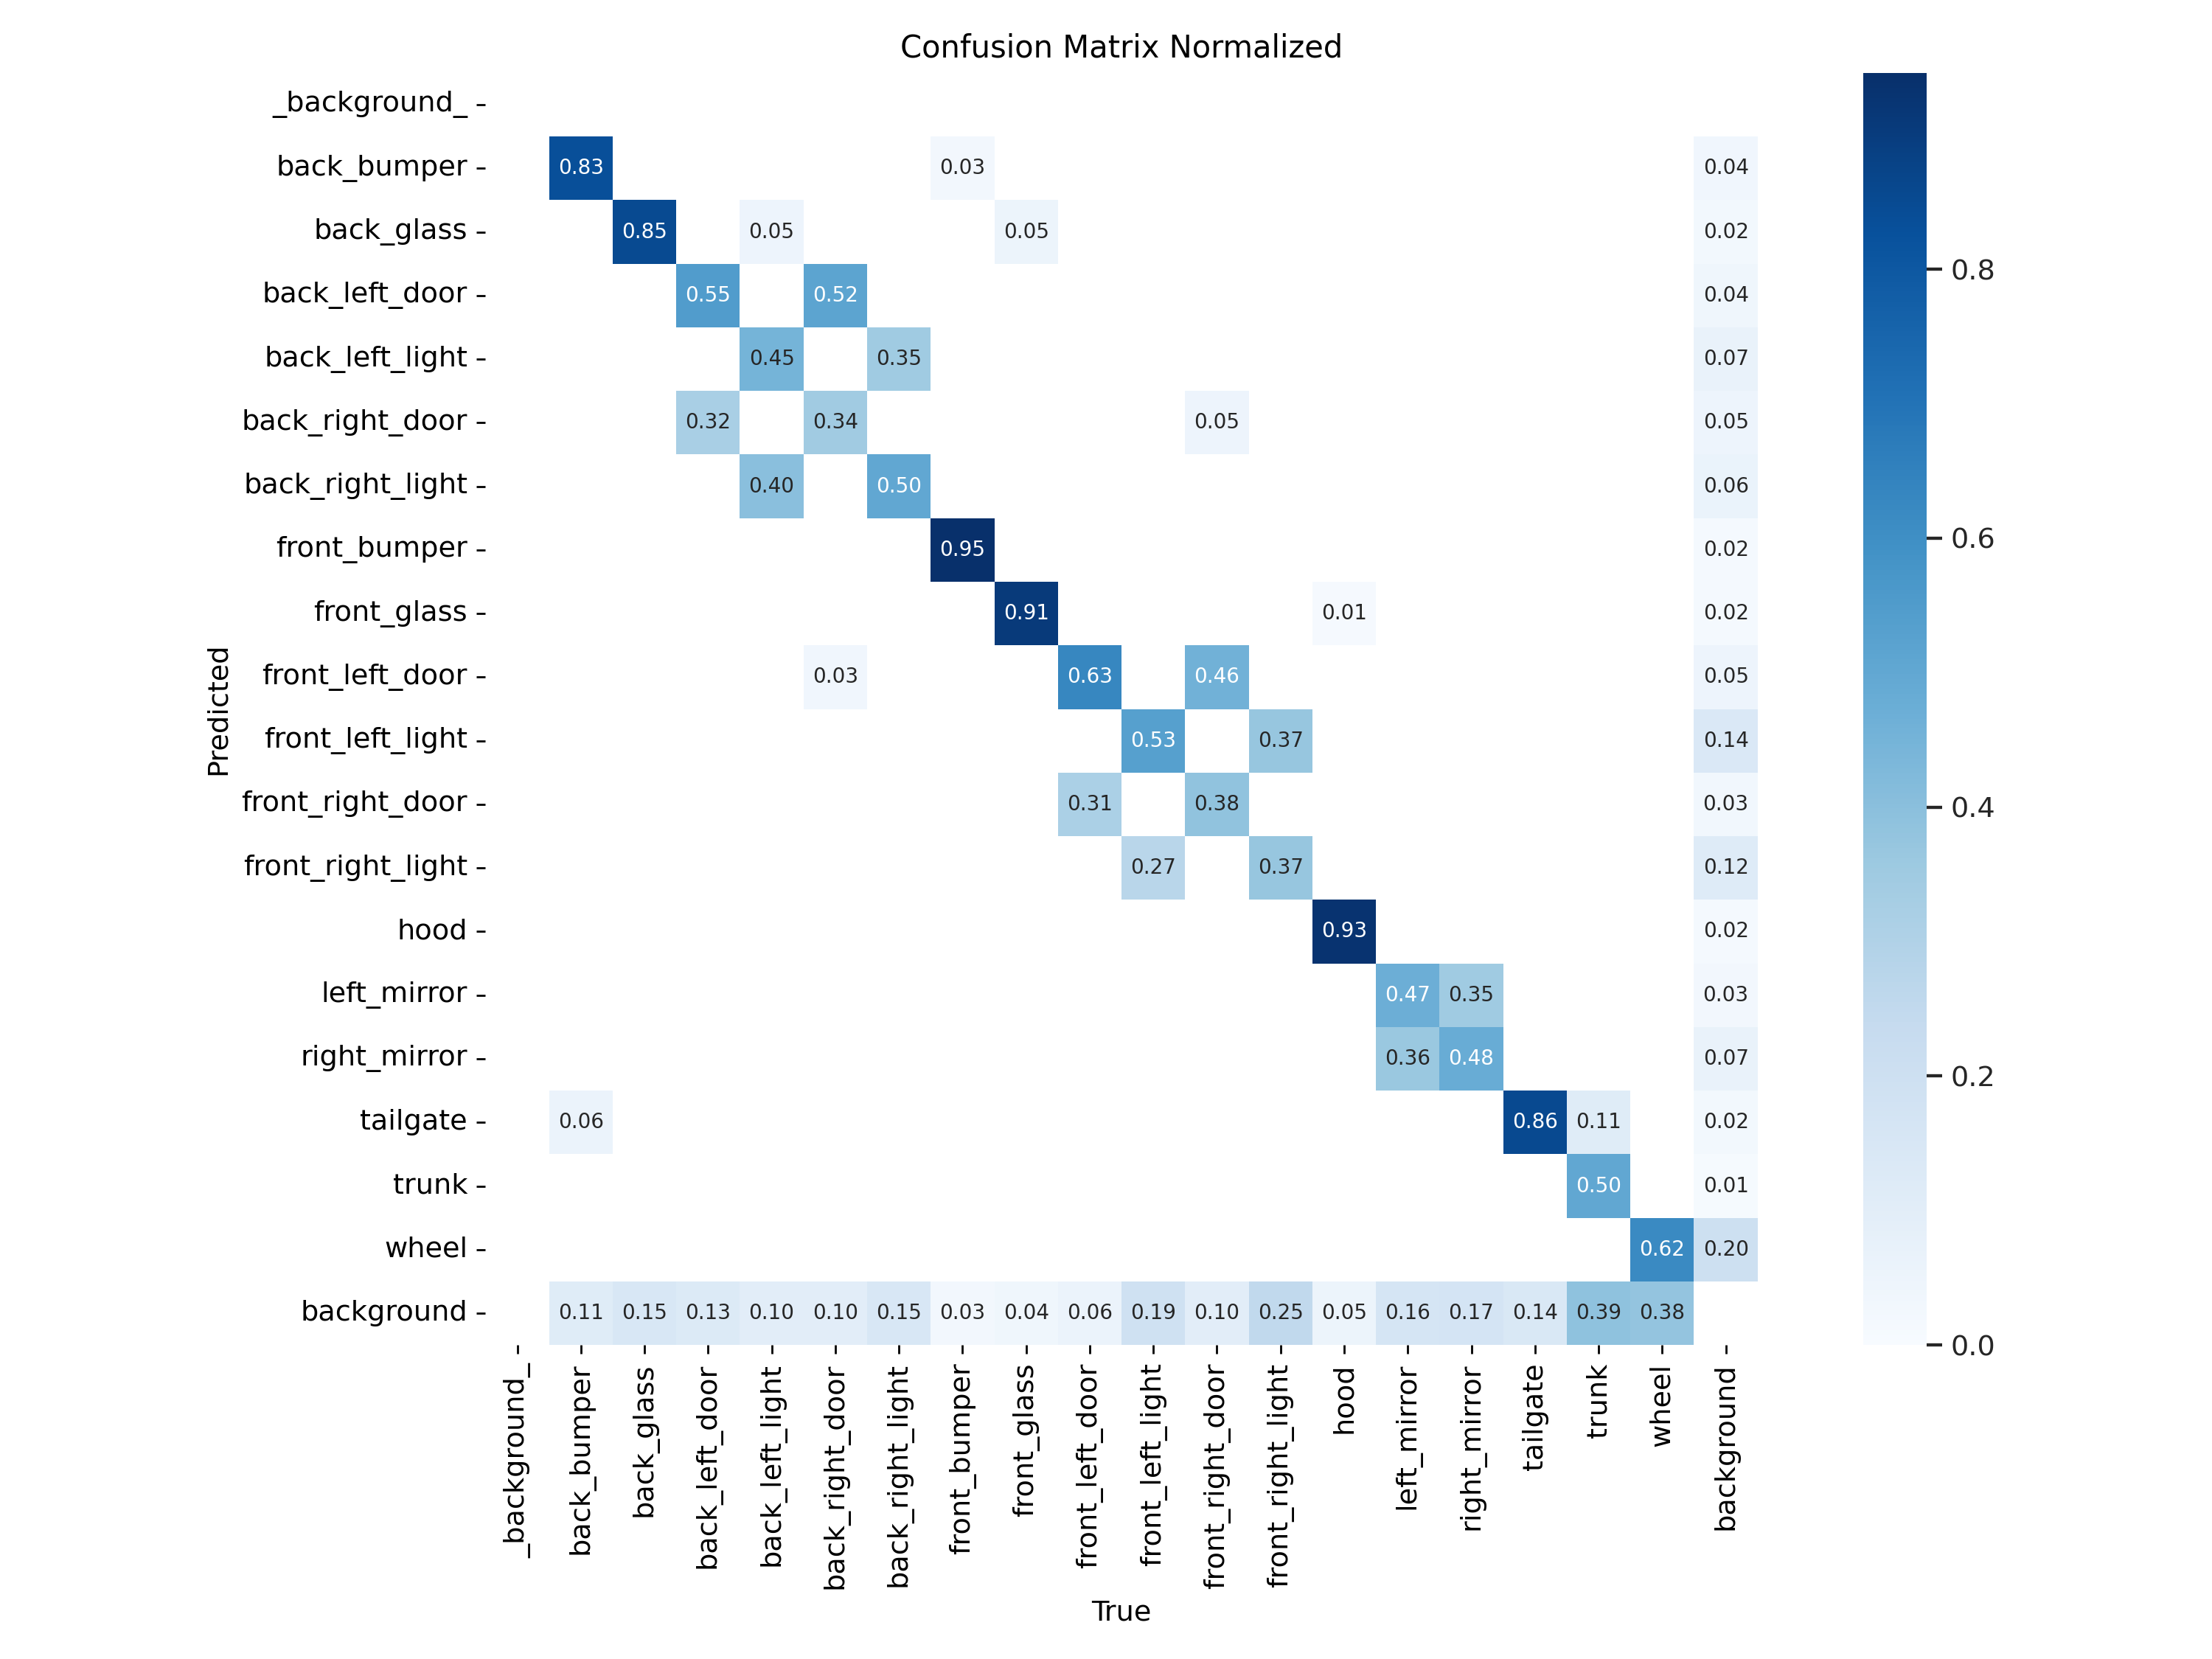 Confusion Matrix Normalized
_background_
back_bumper 0.83 0.03 0.04
back_glass 0.85 0.05 0.05 0.02
back_left_door 0.55 0.52 0.04
back_left_light 0.45 0.35 0.07
back_right_door 0.32 0.34 0.05 0.05
back_right_light 0.40 0.50 0.06
front_bumper 0.95 0.02
front_glass 0.91 0.01 0.02
front_left_door 0.03 0.63 0.46 0.05
front_left_light 0.53 0.37 0.14
front_right_door 0.31 0.38 0.03
front_right_light 0.27 0.37 0.12
hood 0.93 0.02
left_mirror 0.47 0.35 0.03
right_mirror 0.36 0.48 0.07
tailgate 0.06 0.86 0.11 0.02
trunk 0.50 0.01
wheel 0.62 0.20
background 0.11 0.15 0.13 0.10 0.10 0.15 0.03 0.04 0.06 0.19 0.10 0.25 0.05 0.16 0.17 0.14 0.39 0.38
Predicted
_background_
back_bumper
back_glass
back_left_door
back_left_light
back_right_door
back_right_light
front_bumper
front_glass
front_left_door
front_left_light
front_right_door
front_right_light
hood
left_mirror
right_mirror
tailgate
trunk
wheel
background
True
0.8
0.6
0.4
0.2
0.0